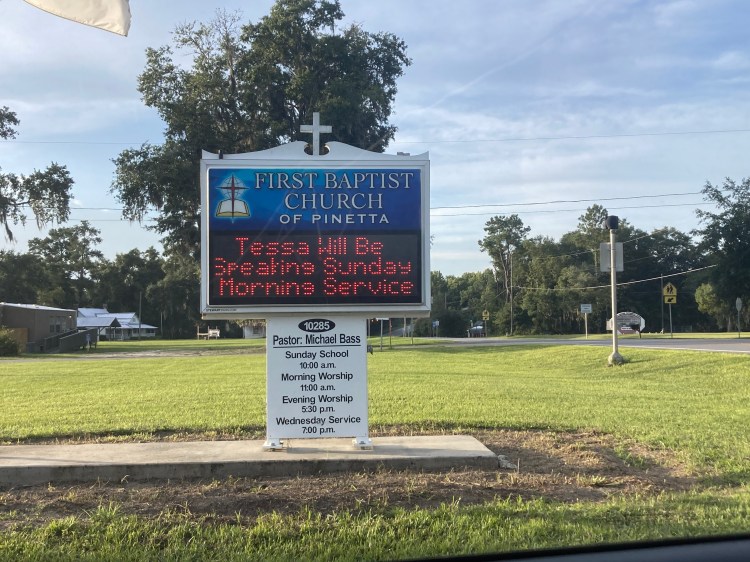 FIRST BAPTIST
CHURCH
OF PINETTA
Tessa Will Be
Speaking Sunday
Morning Service
10285
Pastor: Michael Bass
Sunday School
10:00 a.m.
Morning Worship
11:00 am.
Evening Worship
5:30 p.m.
Wednesday Service
7:00 p.m.